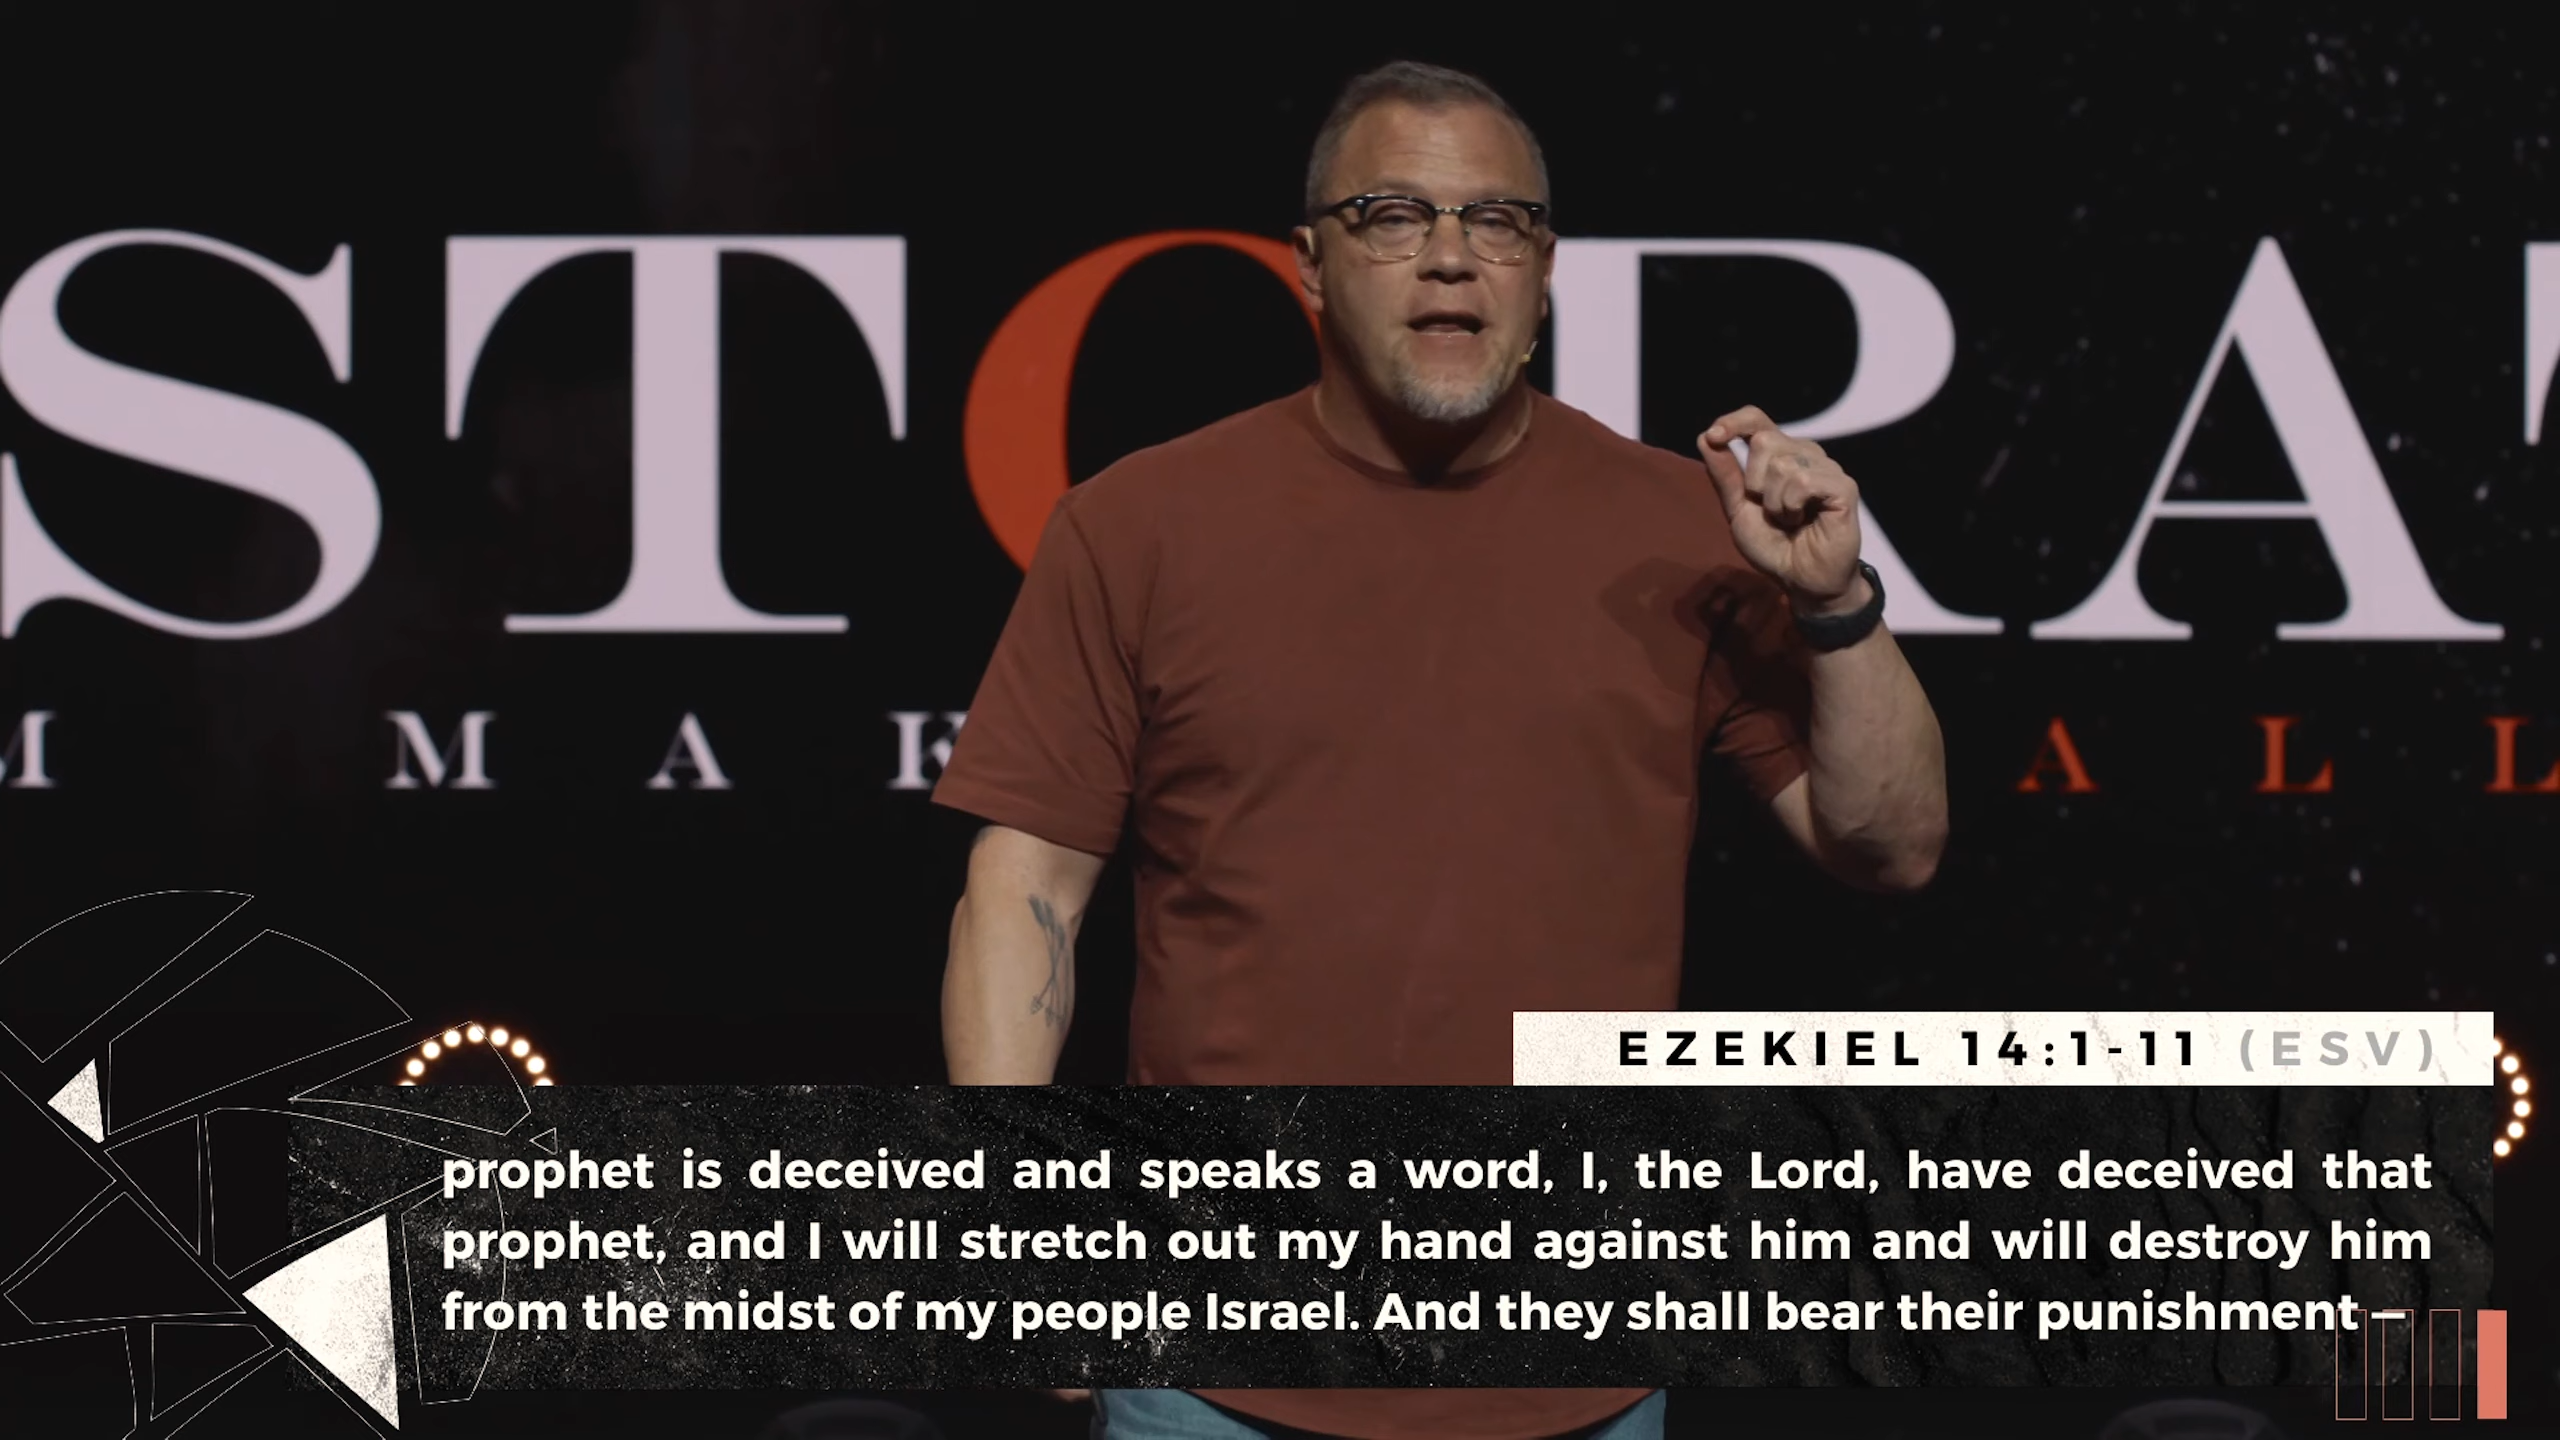 STORAT
M MAK ALL
EZEKIEL 14:1-11 (ESV)
prophet is deceived and speaks a word, I, the Lord, have deceived that
prophet, and I will stretch out my hand against him and will destroy him
from the midst of my people Israel. And they shall bear their punishment —